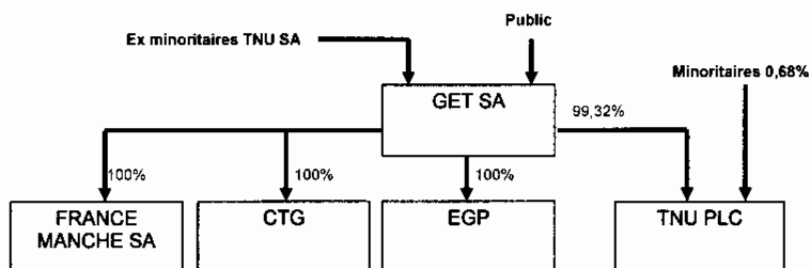 Public
Ex minoritaires TNU SA
Minoritaires 0,68%
GET SA
99,32%
100%
100%
100%
FRANCE
MANCHE SA
CTG
EGP
TNU PLC